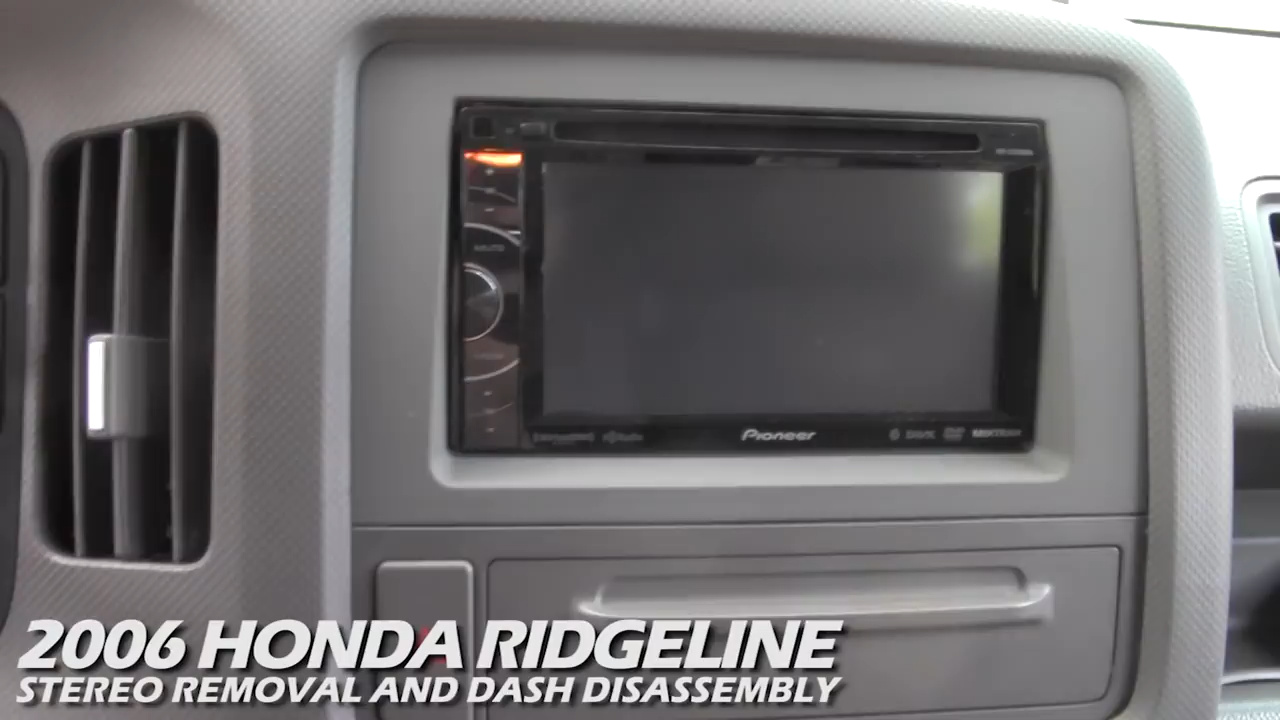 MUTE
Pioneer
2006 HONDA RIDGELINE
STEREO REMOVAL AND DASH DISASSEMBLY